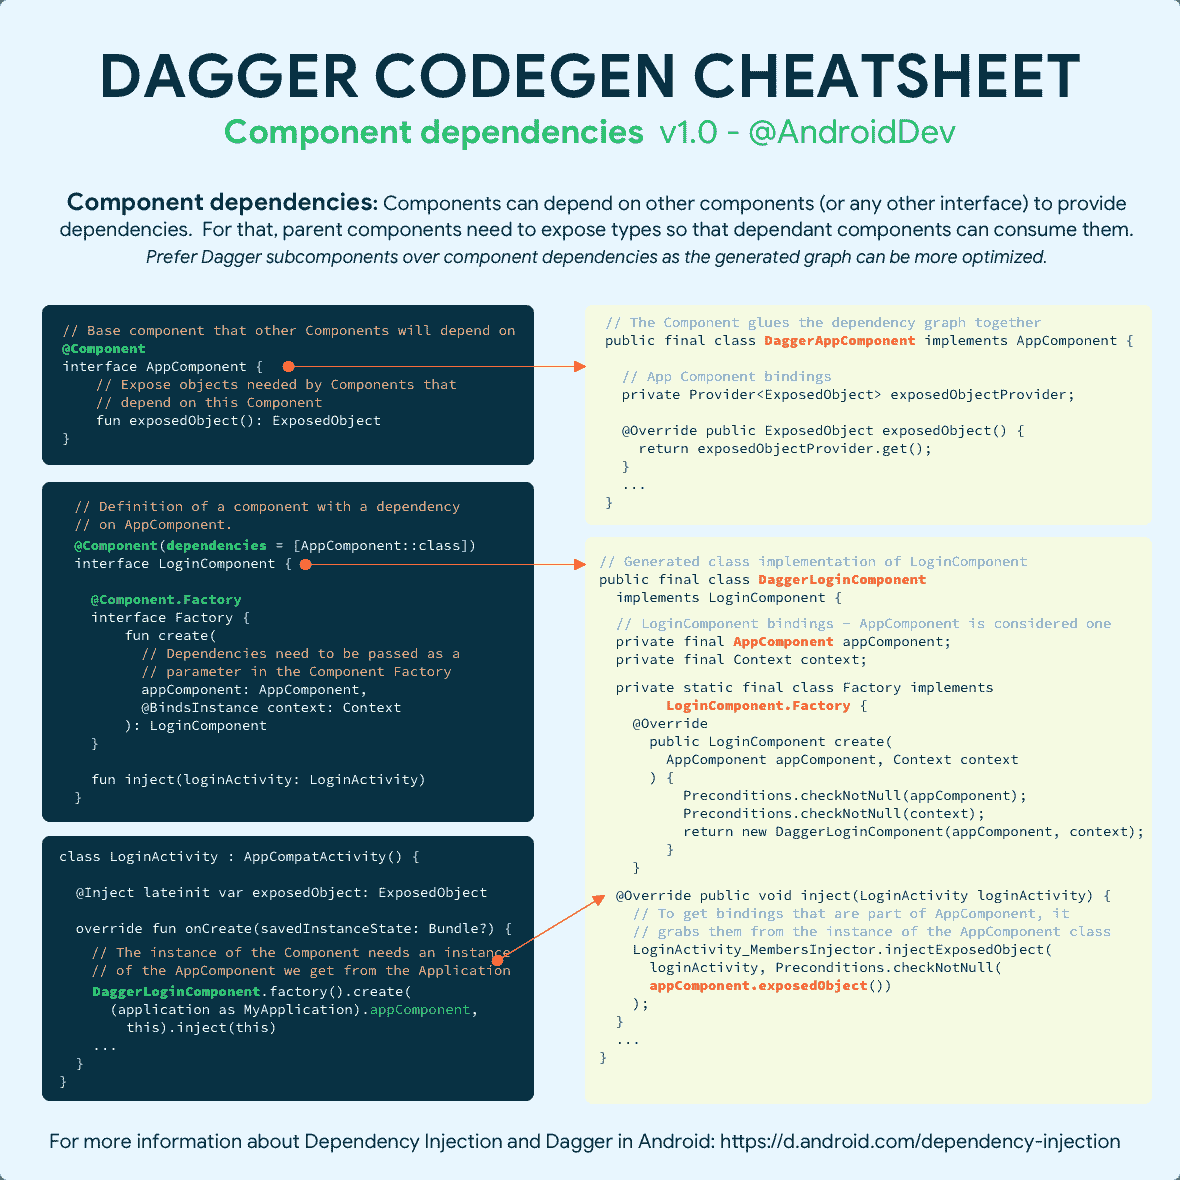 DAGGER CODEGEN CHEATSHEET
Component dependencies v1.0 - @AndroidDev
Component dependencies: Components can depend on other components (or any other interface) to provide
dependencies. For that, parent components need to expose types so that dependant components can consume them.
Prefer Dagger subcomponents over component dependencies as the generated graph can be more optimized.
// Base component that other Components will depend on
@Component
interface AppComponent {
// Expose objects needed by Components that
// depend on this Component
fun exposedObject(): ExposedObject
}
// The Component glues the dependency graph together
public final class DaggerAppComponent implements AppComponent {
// App Component bindings
private Provider<ExposedObject> exposedObjectProvider;
@Override public ExposedObject exposedObject() {
return exposedObjectProvider.get();
}
...
}
// Definition of a component with a dependency
// on AppComponent.
@Component(dependencies = [AppComponent::class])
interface LoginComponent {
@Component.Factory
interface Factory {
fun create(
// Dependencies need to be passed as a
// parameter in the Component Factory
appComponent: AppComponent,
@BindsInstance context: Context
): LoginComponent
}
fun inject(loginActivity: LoginActivity)
}
class LoginActivity : AppCompatActivity() {
@Inject lateinit var exposedObject: ExposedObject
override fun onCreate(savedInstanceState: Bundle?) {
// The instance of the Component needs an instance
// of the AppComponent we get from the Application
DaggerLoginComponent.factory().create(
(application as MyApplication).appComponent,
this).inject(this)
...
}
}
// Generated class implementation of LoginComponent
public final class DaggerLoginComponent
implements LoginComponent {
// LoginComponent bindings – AppComponent is considered one
private final AppComponent appComponent;
private final Context context;
private static final class Factory implements
LoginComponent.Factory {
@Override
public LoginComponent create(
AppComponent appComponent, Context context
) {
Preconditions.checkNotNull(appComponent);
Preconditions.checkNotNull(context);
return new DaggerLoginComponent(appComponent, context);
}
}
@Override public void inject(LoginActivity loginActivity) {
// To get bindings that are part of AppComponent, it
// grabs them from the instance of the AppComponent class
LoginActivity_MembersInjector.injectExposedObject(
loginActivity, Preconditions.checkNotNull(
appComponent.exposedObject())
);
}
...
}
For more information about Dependency Injection and Dagger in Android: https://d.android.com/dependency-injection